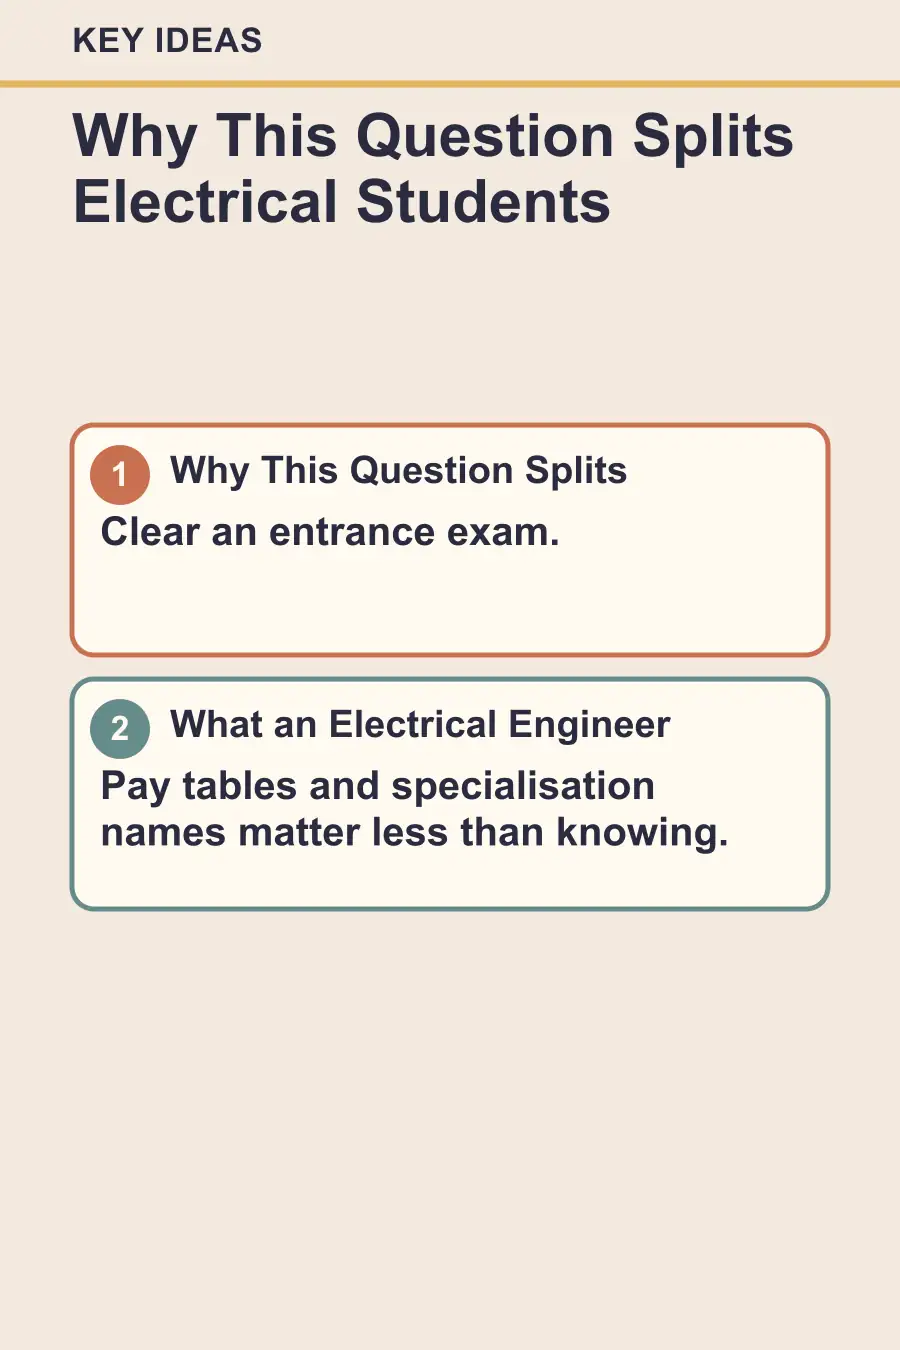 KEY IDEAS
Why This Question Splits
Electrical Students
1 Why This Question Splits
Clear an entrance exam.
2 What an Electrical Engineer
Pay tables and specialisation
names matter less than knowing.